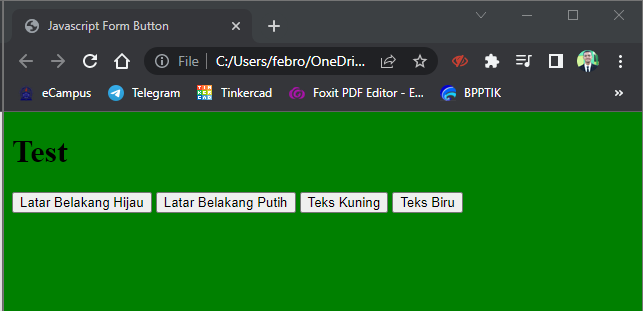 Javascript Form Button
File C:/Users/febro/OneDri...
eCampus Telegram Tinkercad Foxit PDF Editor - E... BPPTIK »
Test
Latar Belakang Hijau Latar Belakang Putih Teks Kuning Teks Biru